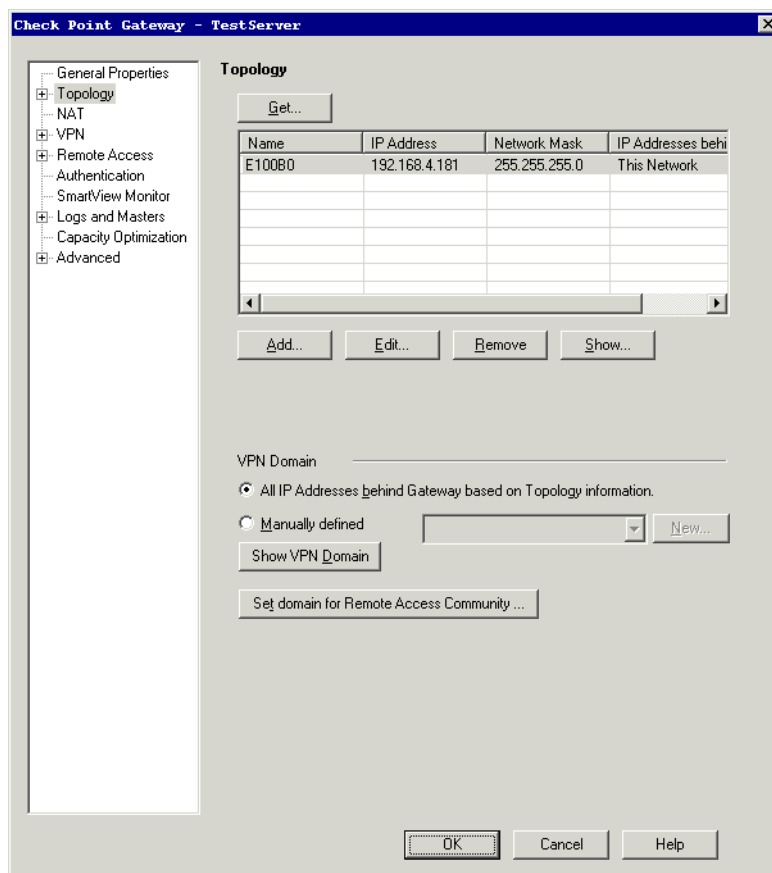 Check Point Gateway - TestServer
General Properties
Topology
NAT
VPN
Remote Access
Authentication
SmartView Monitor
Logs and Masters
Capacity Optimization
Advanced
Topology
Get...
Name IP Address Network Mask IP Addresses behi
E100B0 192.168.4.181 255.255.255.0 This Network
Add... Edit... Remove Show...
VPN Domain
All IP Addresses behind Gateway based on Topology information.
Manually defined New...
Show VPN Domain
Set domain for Remote Access Community ...
OK Cancel Help